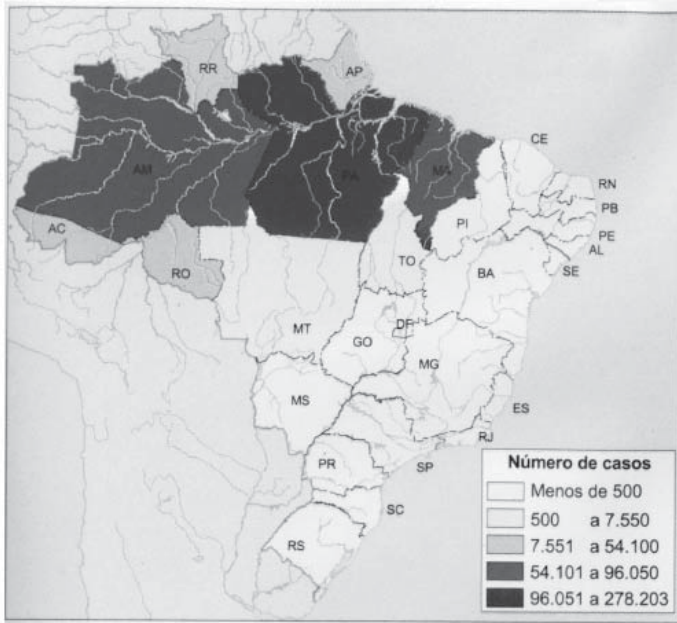 RR
AP
AM
PA
MA
CE
RN
PB
PE
AL
SE
PI
BA
AC
RO
TO
MT
DF
GO
MG
MS
ES
RJ
SP
PR
SC
RS
Número de casos
Menos de 500
500 a 7.550
7.551 a 54.100
54.101 a 96.050
96.051 a 278.203